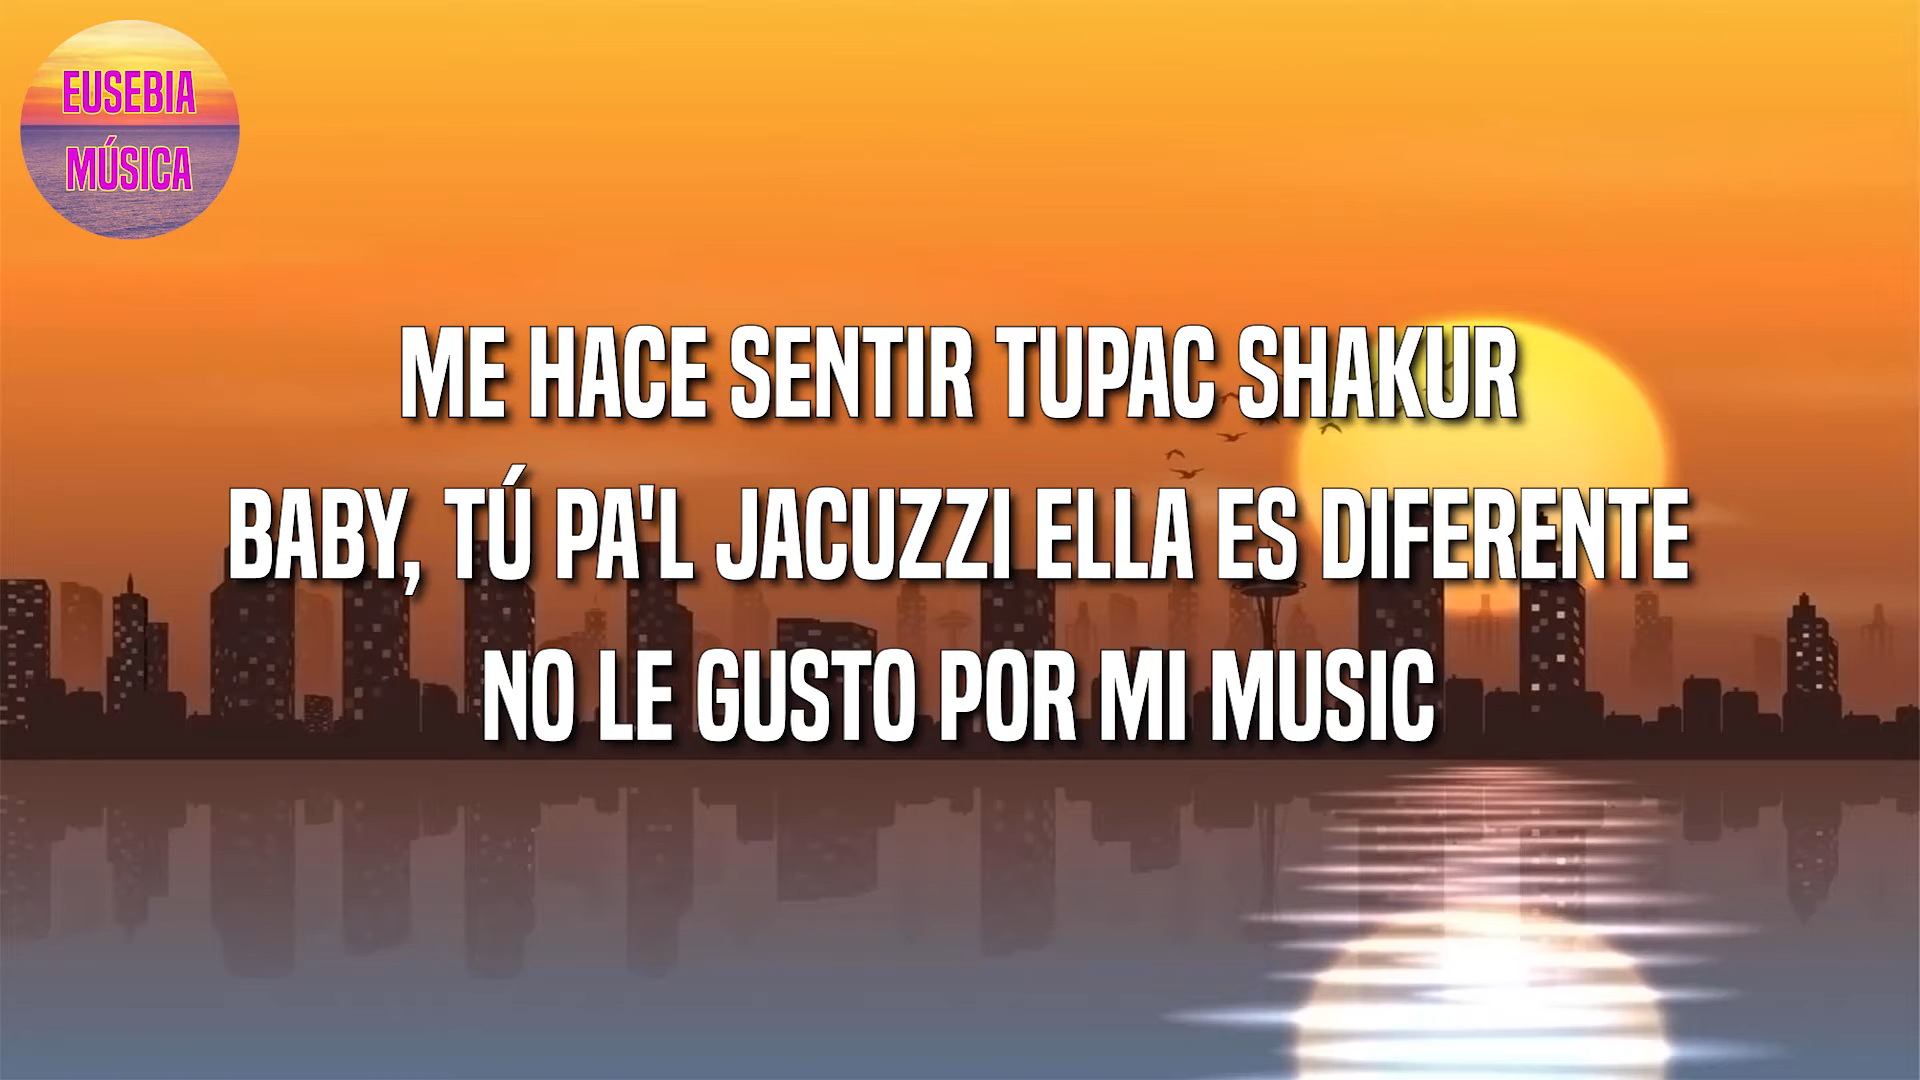 EUSEBIA
MÚSICA
ME HACE SENTIR TUPAC SHAKUR
BABY, TÚ PA'L JACUZZI ELLA ES DIFERENTE
NO LE GUSTO POR MI MUSIC